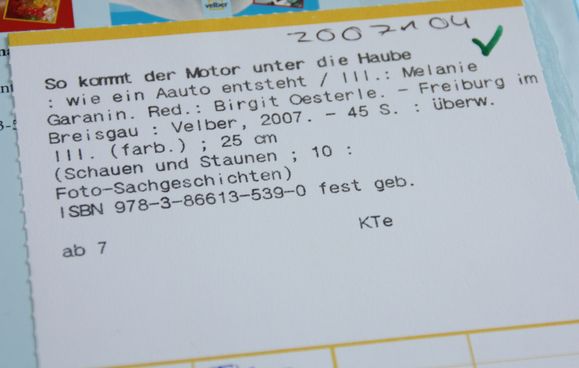 velber
20072104
So kommt der Motor unter die Haube
: wie ein Aauto entsteht / Ill.: Melanie
Garanin. Red.: Birgit Oesterle. - Freiburg im
Breisgau : Velber, 2007. - 45 S. : überw.
Ill. (farb.) ; 25 cm
(Schauen und Staunen ; 10 :
Foto-Sachgeschichten)
ISBN 978-3-86613-539-0 fest geb.
KTe
ab 7